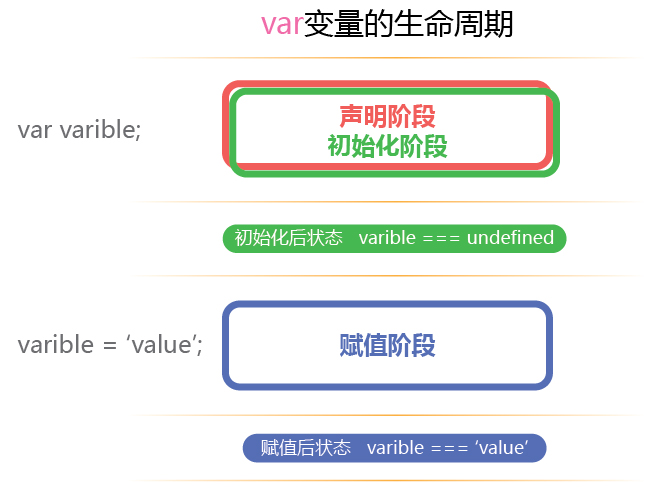 var变量的生命周期
声明阶段
var varible;
初始化阶段
初始化后状态 varible === undefined
varible = ‘value’;
赋值阶段
赋值后状态 varible === ‘value’